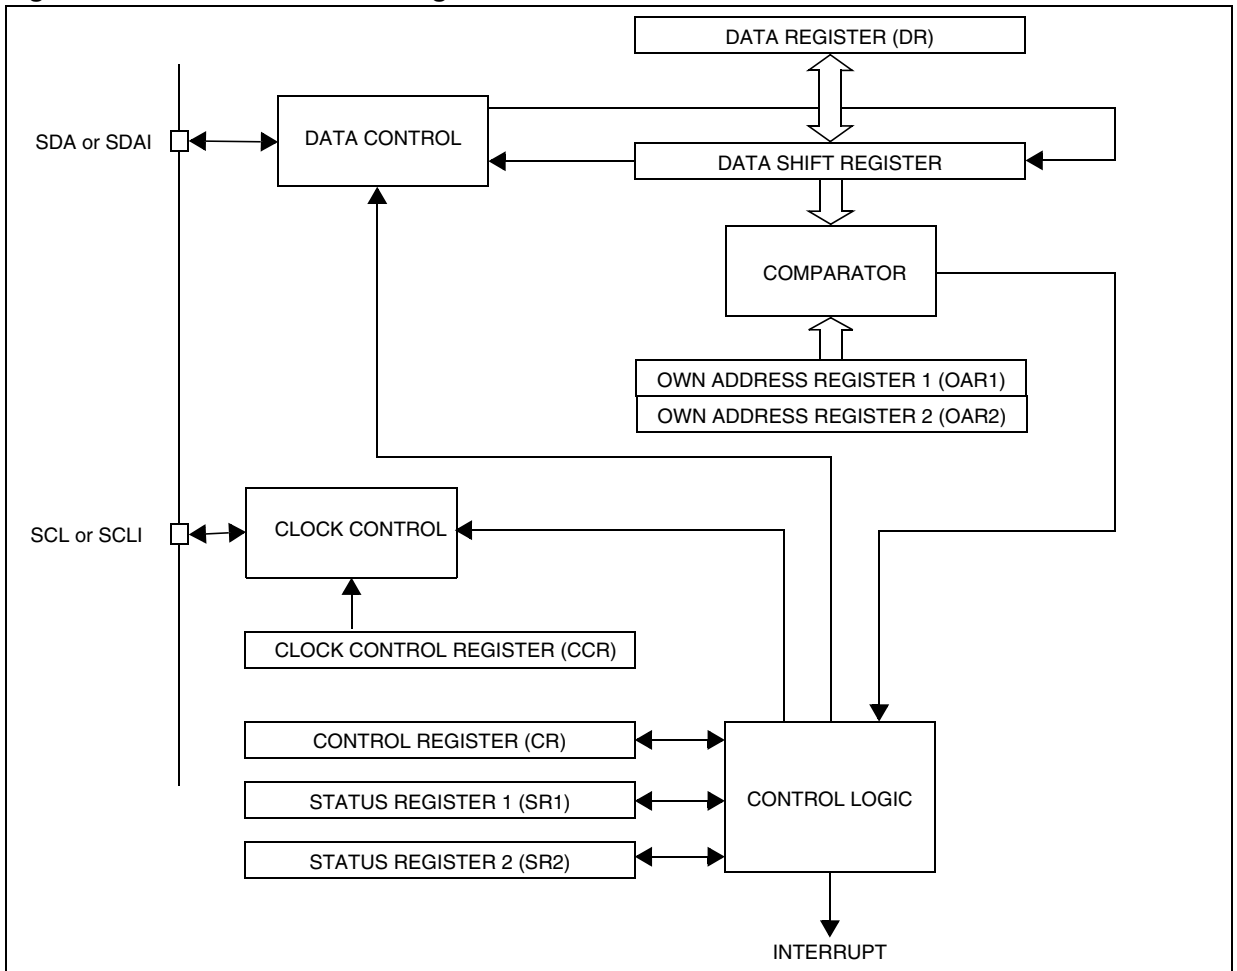 DATA REGISTER (DR)
SDA or SDAI
DATA CONTROL
DATA SHIFT REGISTER
COMPARATOR
OWN ADDRESS REGISTER 1 (OAR1)
OWN ADDRESS REGISTER 2 (OAR2)
SCL or SCLI
CLOCK CONTROL
CLOCK CONTROL REGISTER (CCR)
CONTROL REGISTER (CR)
STATUS REGISTER 1 (SR1)
CONTROL LOGIC
STATUS REGISTER 2 (SR2)
INTERRUPT